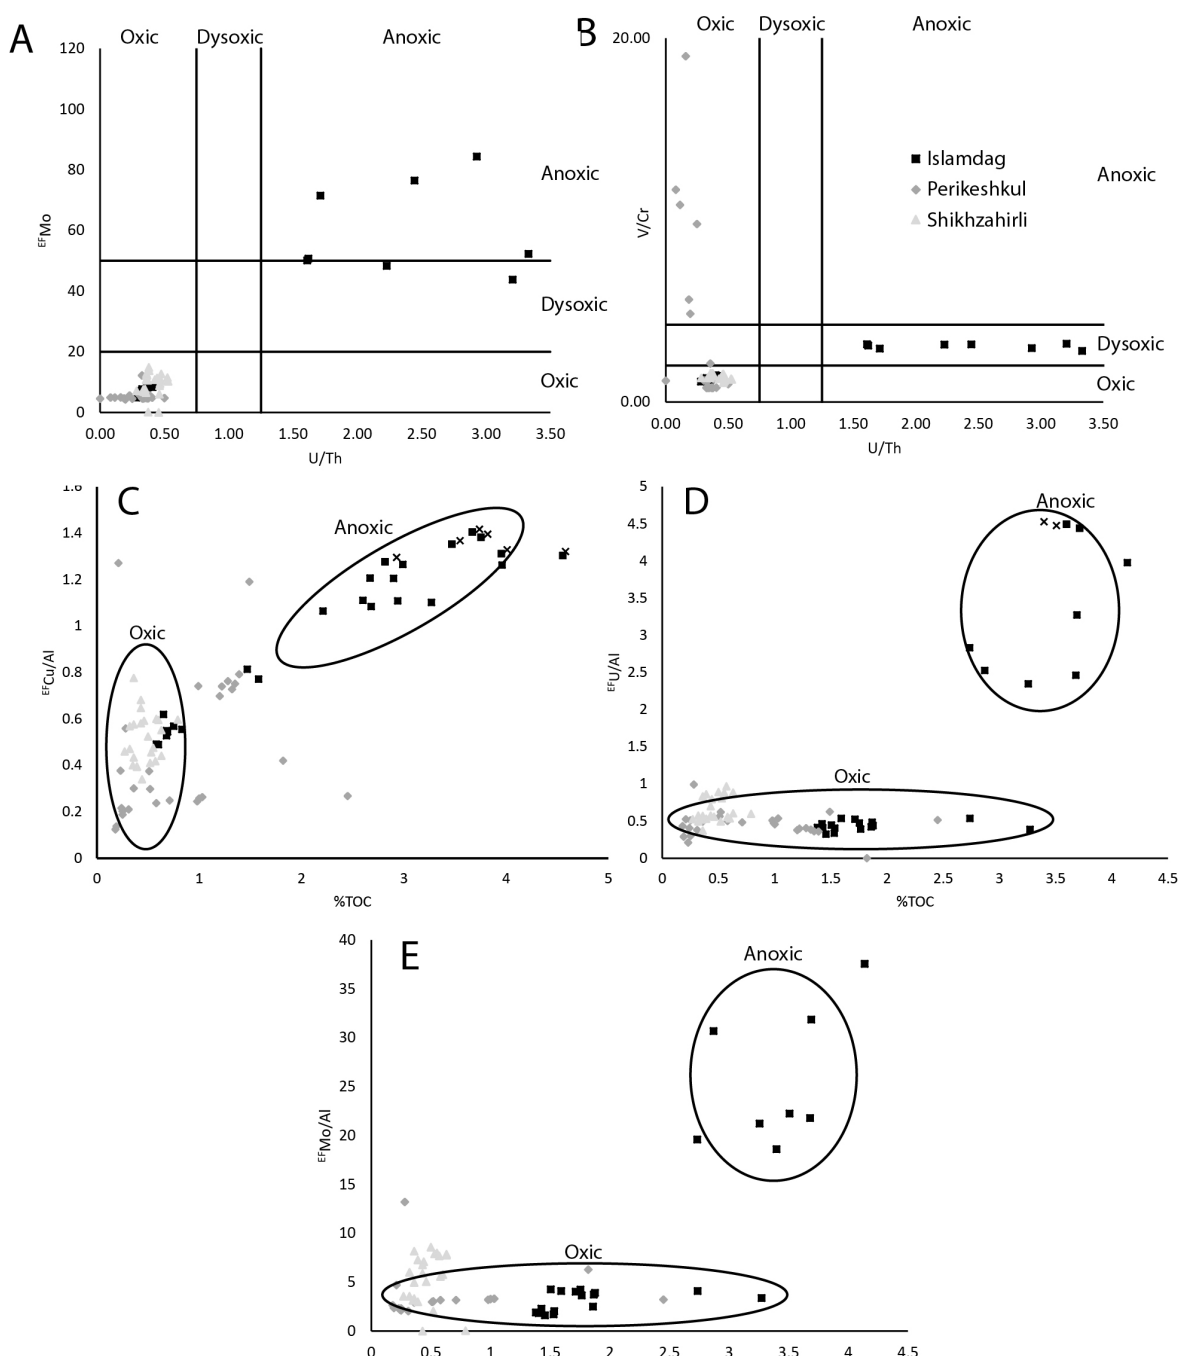 A
Oxic
Dysoxic
Anoxic
120
100
80
60
40
20
0
EFMo
Anoxic
Dysoxic
Oxic
0.00
0.50
1.00
1.50
2.00
2.50
3.00
3.50
U/Th
B
Oxic
Dysoxic
Anoxic
20.00
0.00
V/Cr
Islamdag
Perikeshkul
Shikhzahirli
Anoxic
Dysoxic
Oxic
0.00
0.50
1.00
1.50
2.00
2.50
3.00
3.50
U/Th
C
1.6
1.4
1.2
1
0.8
0.6
0.4
0.2
0
EFCu/Al
Anoxic
Oxic
0
1
2
3
4
5
%TOC
D
5
4.5
4
3.5
3
2.5
2
1.5
1
0.5
0
EFU/Al
Anoxic
Oxic
0
0.5
1
1.5
2
2.5
3
3.5
4
4.5
%TOC
E
40
35
30
25
20
15
10
5
0
EFMo/Al
Anoxic
Oxic
0
0.5
1
1.5
2
2.5
3
3.5
4
4.5